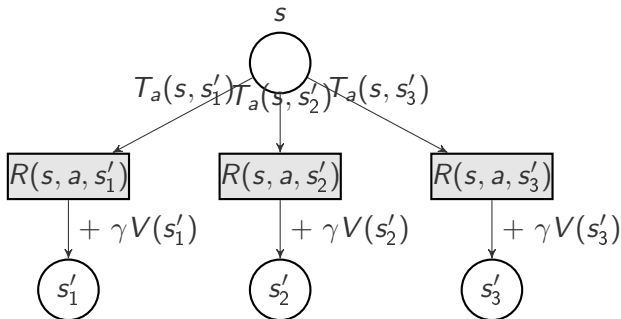 s
T_a(s, s′_1) T_a(s, s′_2) T_a(s, s′_3)
R(s, a, s′_1) R(s, a, s′_2) R(s, a, s′_3)
+ γV(s′_1) + γV(s′_2) + γV(s′_3)
s′_1 s′_2 s′_3